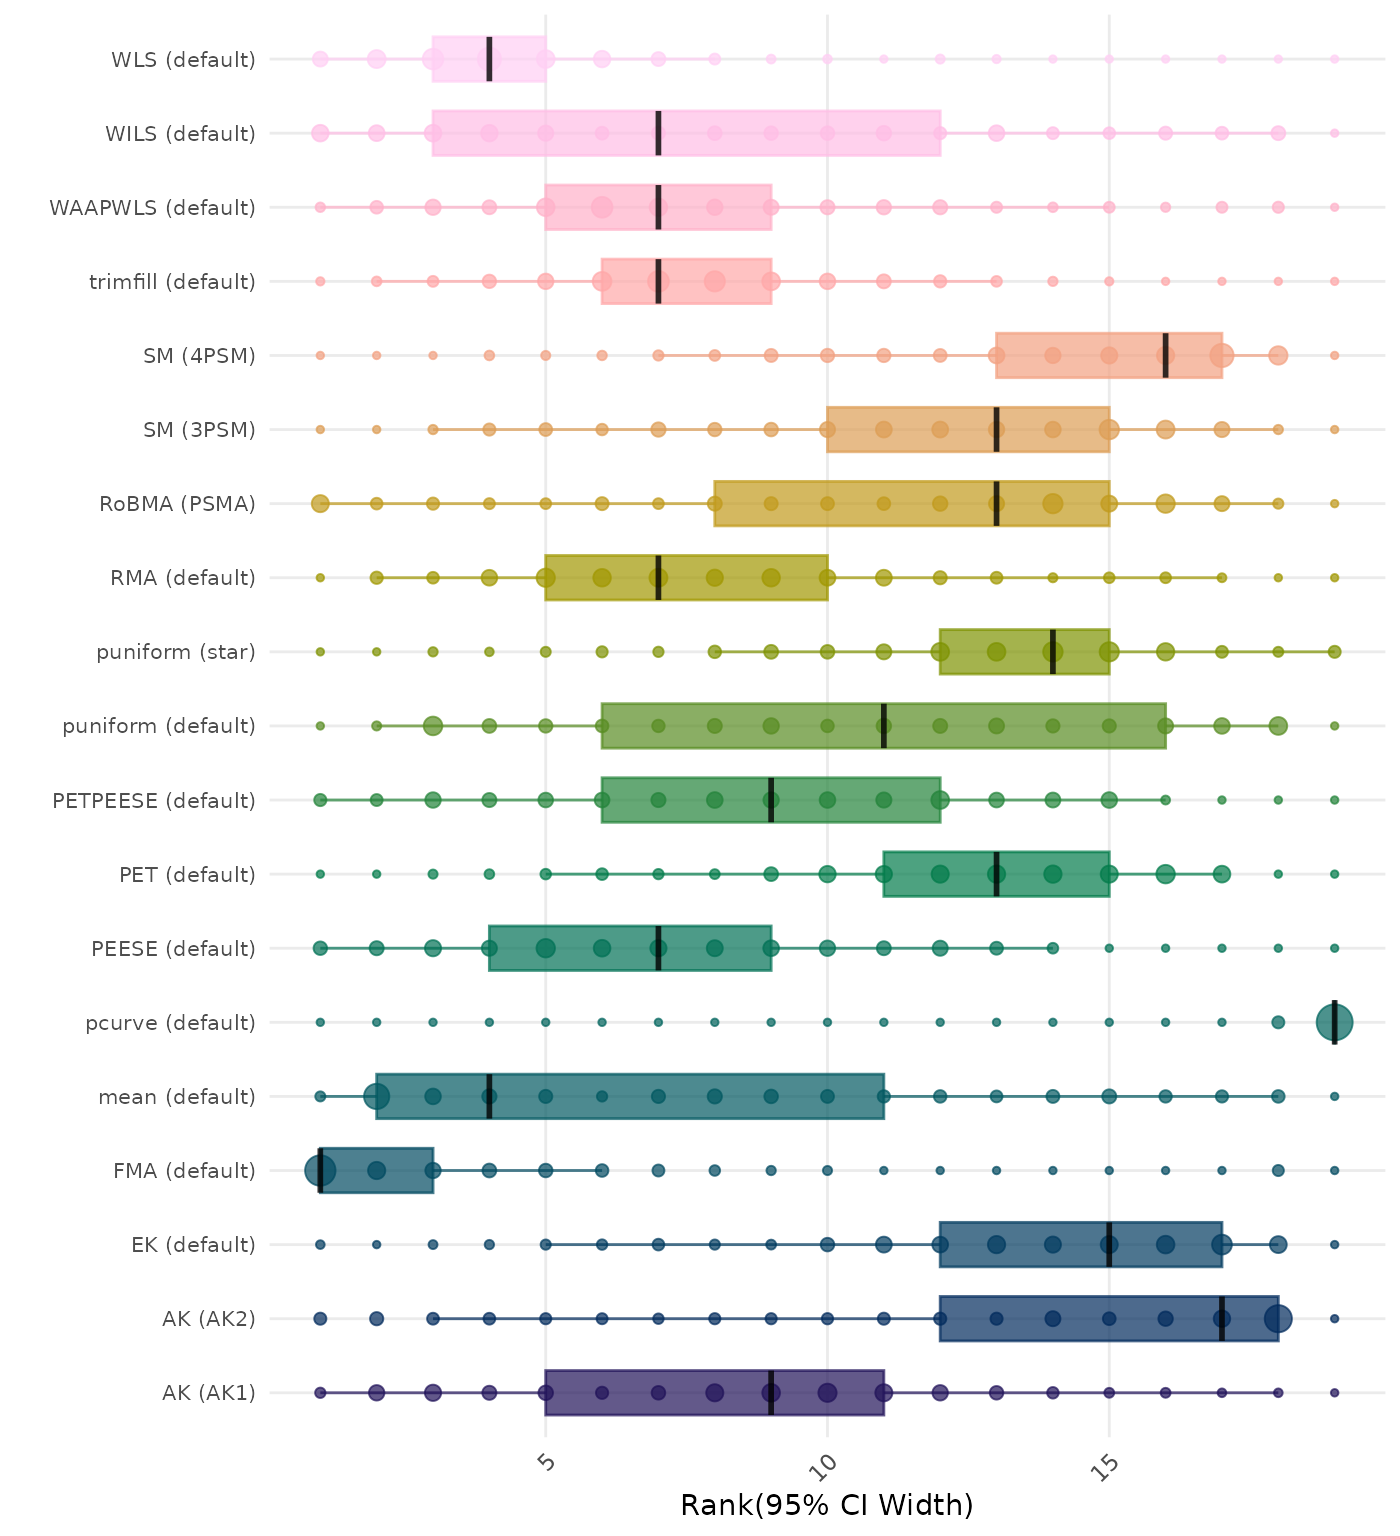 WLS (default)
WILS (default)
WAAPWLS (default)
trimfill (default)
SM (4PSM)
SM (3PSM)
RoBMA (PSMA)
RMA (default)
puniform (star)
puniform (default)
PETPEESE (default)
PET (default)
PEESE (default)
pcurve (default)
mean (default)
FMA (default)
EK (default)
AK (AK2)
AK (AK1)
5
10
15
Rank(95% CI Width)